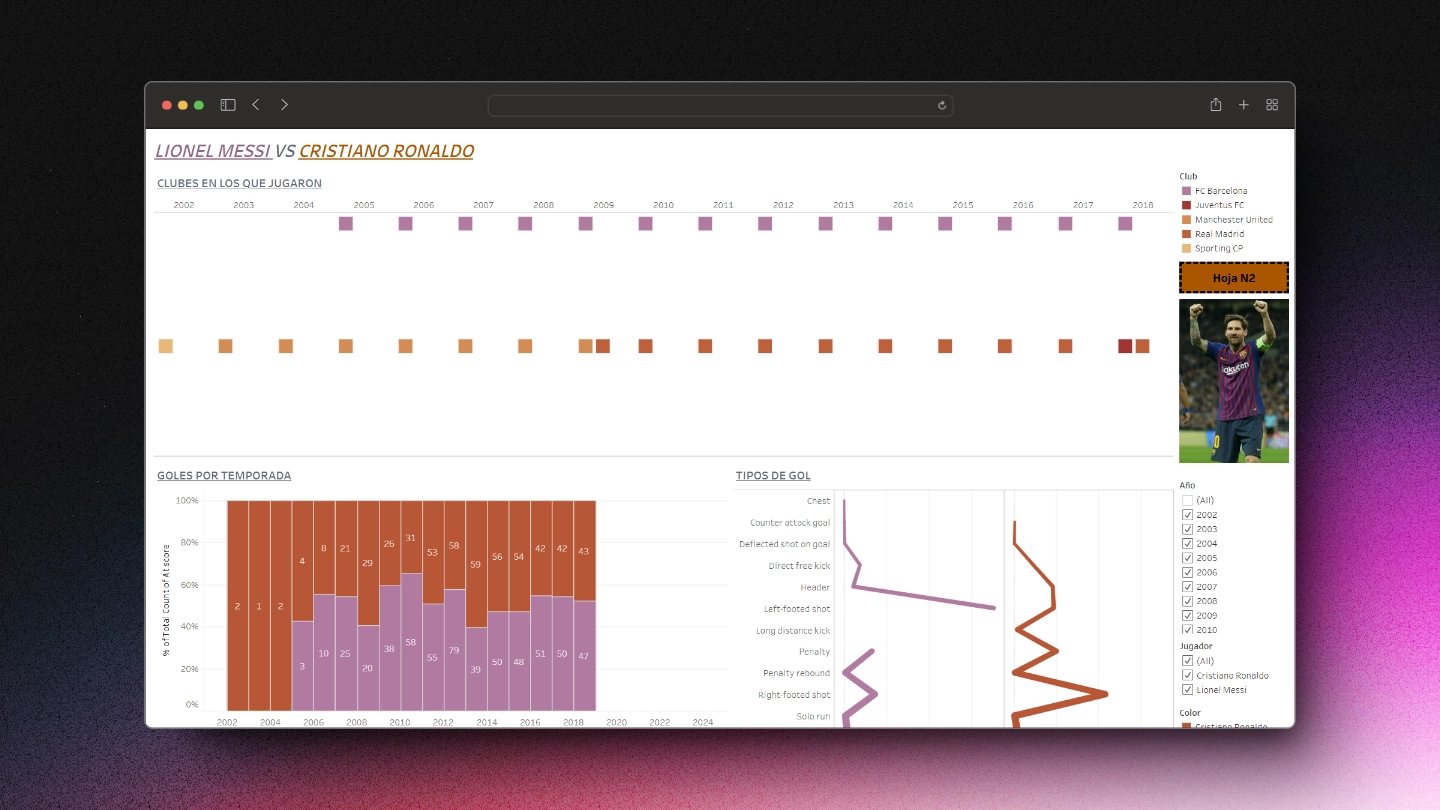 LIONEL MESSI VS CRISTIANO RONALDO
CLUBES EN LOS QUE JUGARON
2002 2003 2004 2005 2006 2007 2008 2009 2010 2011 2012 2013 2014 2015 2016 2017 2018
Club
FC Barcelona
Juventus FC
Manchester United
Real Madrid
Sporting CP
Hoja N2
Rakuten
GOLES POR TEMPORADA
% of Total Count of At score
100%
80%
60%
40%
20%
0%
2 1 2 4 8 21 29 26 31 53 58 59 56 54 42 42 43
3 10 25 20 38 58 55 79 39 50 48 51 50 47
2002 2004 2006 2008 2010 2012 2014 2016 2018 2020 2022 2024
TIPOS DE GOL
Chest
Counter attack goal
Deflected shot on goal
Direct free kick
Header
Left-footed shot
Long distance kick
Penalty
Penalty rebound
Right-footed shot
Solo run
Año
(All)
2002
2003
2004
2005
2006
2007
2008
2009
2010
Jugador
(All)
Cristiano Ronaldo
Lionel Messi
Color
Cristiano Ronaldo